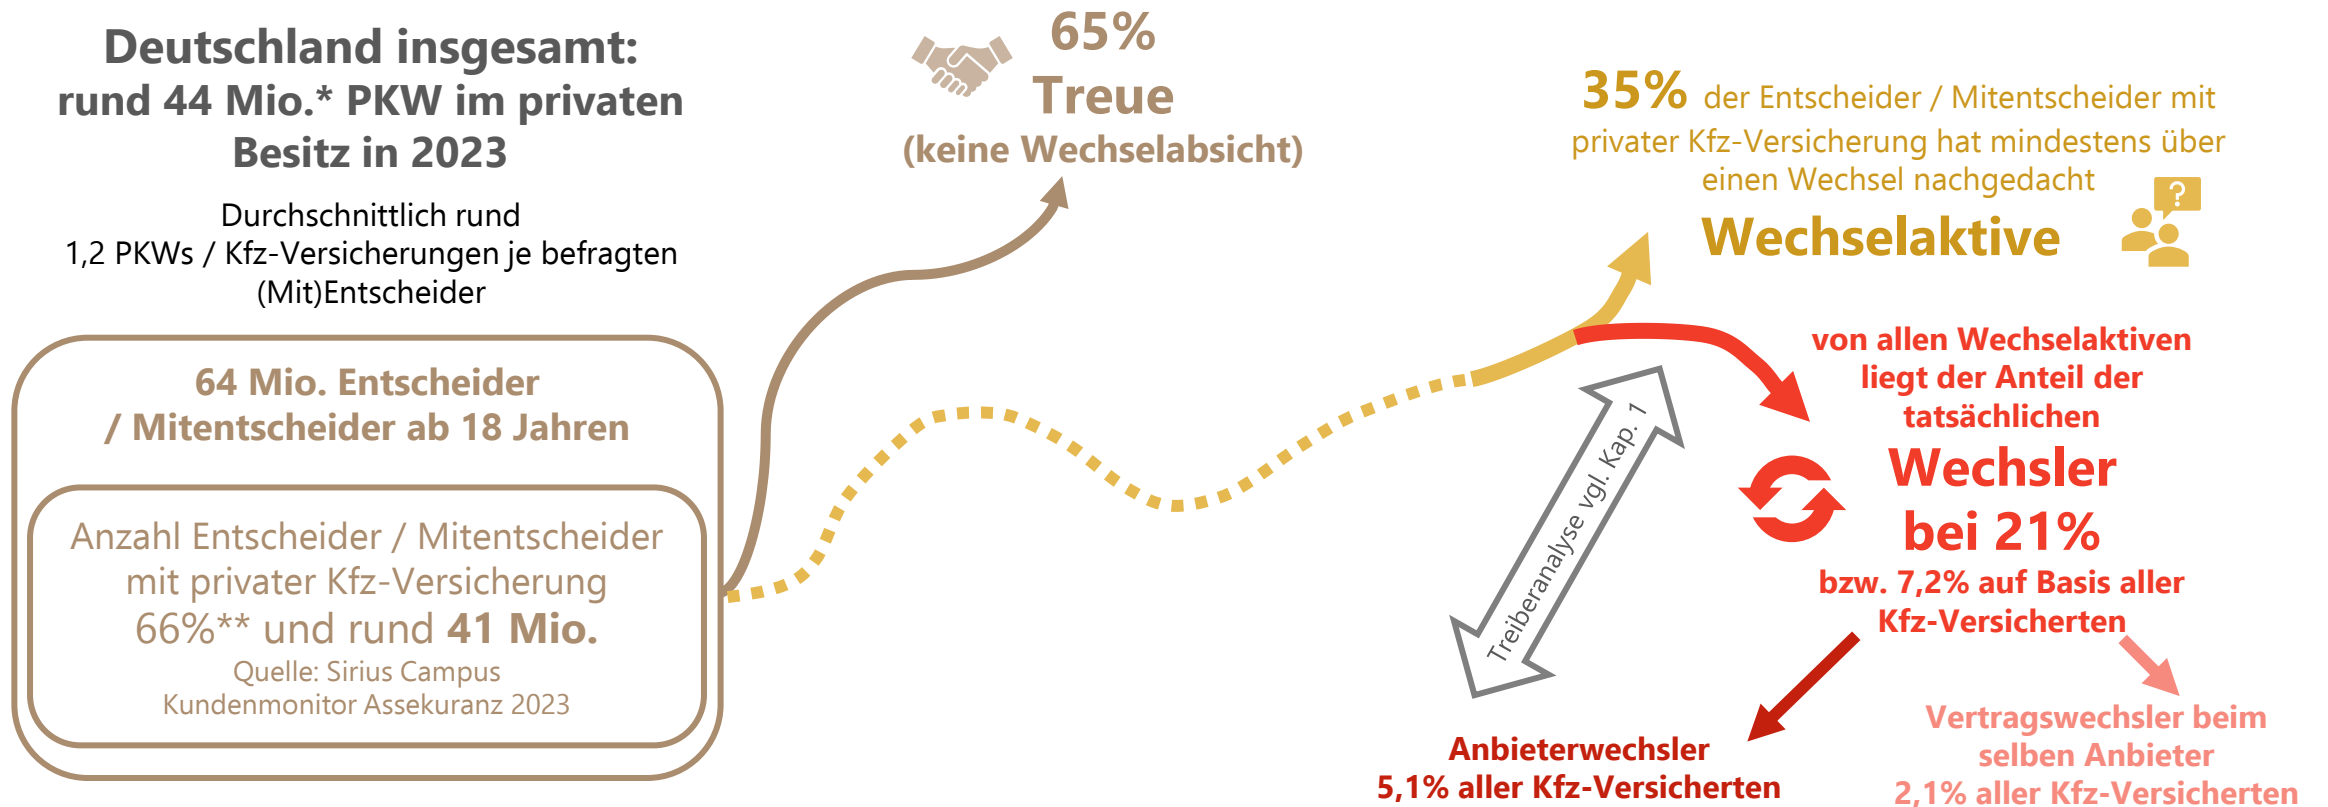 Deutschland insgesamt:
rund 44 Mio.* PKW im privaten
Besitz in 2023
Durchschnittlich rund
1,2 PKWs / Kfz-Versicherungen je befragten
(Mit)Entscheider
64 Mio. Entscheider
/ Mitentscheider ab 18 Jahren
Anzahl Entscheider / Mitentscheider
mit privater Kfz-Versicherung
66%** und rund 41 Mio.
Quelle: Sirius Campus
Kundenmonitor Assekuranz 2023
65%
Treue
(keine Wechselabsicht)
35% der Entscheider / Mitentscheider mit
privater Kfz-Versicherung hat mindestens über
einen Wechsel nachgedacht
?
Wechselaktive
von allen Wechselaktiven
liegt der Anteil der
tatsächlichen
Wechsler
bei 21%
bzw. 7,2% auf Basis aller
Kfz-Versicherten
Treiberanalyse vgl. Kap. 1
Anbieterwechsler
5,1% aller Kfz-Versicherten
Vertragswechsler beim
selben Anbieter
2,1% aller Kfz-Versicherten